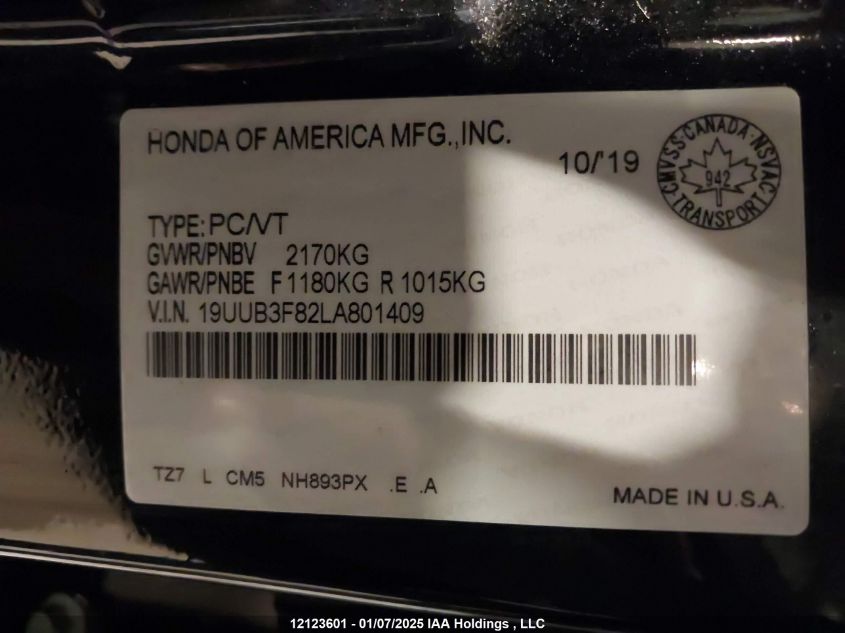 HONDA OF AMERICA MFG.,INC.
10/'19
CMVSS·CANADA·NSVAC
942
TRANSPORT
TYPE: PC/VT
GVWR/PNBV 2170KG
GAWR/PNBE F 1180KG R 1015KG
V.I.N. 19UUB3F82LA801409
TZ7 L CM5 NH893PX .E .A
MADE IN U.S.A.
12123601 - 01/07/2025 IAA Holdings , LLC